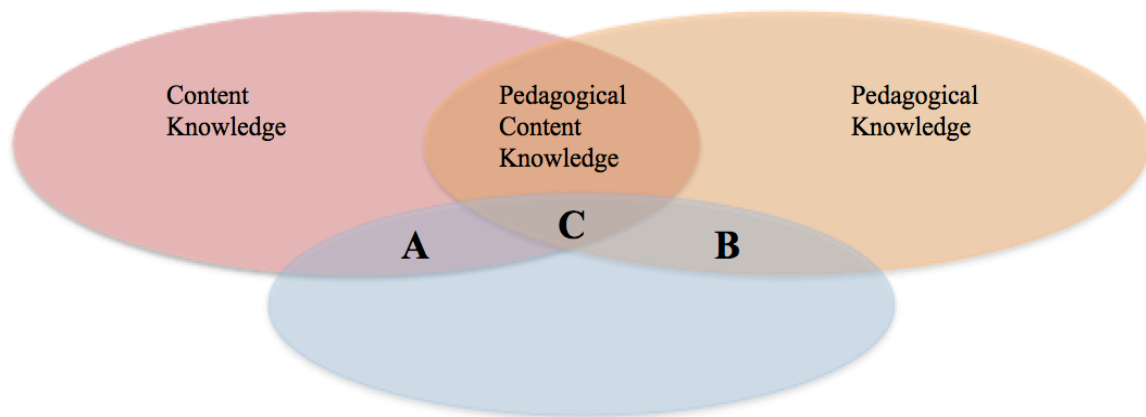 Content
Knowledge
Pedagogical
Content
Knowledge
Pedagogical
Knowledge
A
C
B